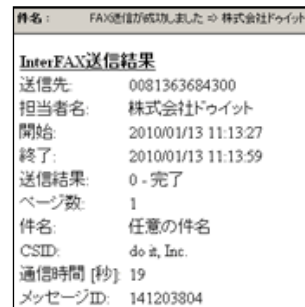 件名： FAX送信が成功しました => 株式会社ドゥイット
InterFAX送信結果
送信先: 0081363684300
担当者名: 株式会社ドゥイット
開始: 2010/01/13 11:13:27
終了: 2010/01/13 11:13:59
送信結果: 0 - 完了
ページ数: 1
件名: 任意の件名
CSID: do it, Inc.
通信時間 [秒]: 19
メッセージID: 141203804